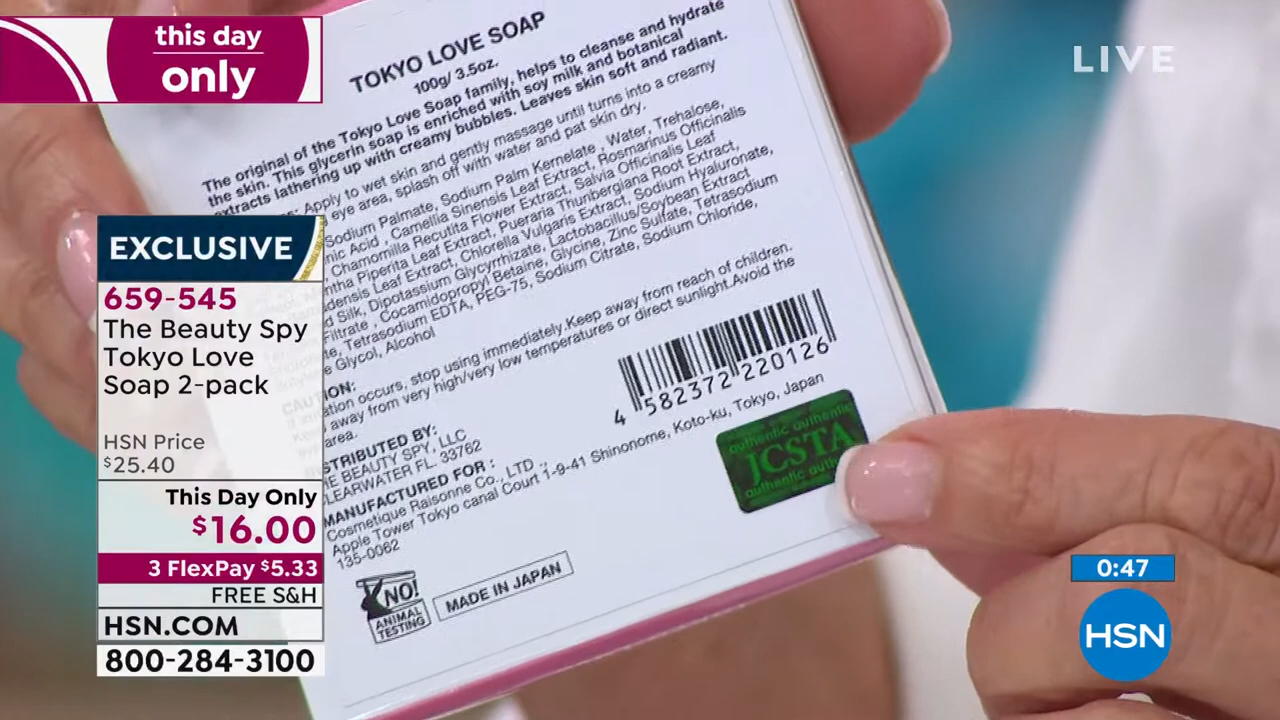 this day
only
LIVE
EXCLUSIVE
659-545
The Beauty Spy
Tokyo Love
Soap 2-pack
HSN Price
$25.40
This Day Only
$16.00
3 FlexPay $5.33
FREE S&H
HSN.COM
800-284-3100
TOKYO LOVE SOAP
100g/ 3.5oz.
The original of the Tokyo Love Soap family, helps to cleanse and hydrate
the skin. This glycerin soap is enriched with soy milk and botanical
extracts lathering up with creamy bubbles. Leaves skin soft and radiant.
Apply to wet skin and gently massage until turns into a creamy
eye area, splash off with water and pat skin dry.
Sodium Palmate, Sodium Palm Kernelate , Water, Trehalose,
Acid , Camellia Sinensis Leaf Extract, Rosmarinus Officinalis
Chamomilla Recutita Flower Extract, Salvia Officinalis Leaf
Piperita Leaf Extract, Pueraria Thunbergiana Root Extract,
Leaf Extract, Chlorella Vulgaris Extract, Sodium Hyaluronate,
Silk, Dipotassium Glycyrrhizate, Lactobacillus/Soybean Extract
Filtrate , Cocamidopropyl Betaine, Glycine, Zinc Sulfate, Tetrasodium
Tetrasodium EDTA, PEG-75, Sodium Citrate, Sodium Chloride,
Glycol, Alcohol
occurs, stop using immediately.Keep away from reach of children.
away from very high/very low temperatures or direct sunlight.Avoid the
area.
4 582372 220126
BY:
BEAUTY SPY, LLC
CLEARWATER FL. 33762
MANUFACTURED FOR :
Cosmetique Raisonne Co., LTD
Apple Tower Tokyo canal Court 1-9-41 Shinonome, Koto-ku, Tokyo, Japan
135-0062
authentic authentic
JCSTA
authentic
NO!
ANIMAL
TESTING
MADE IN JAPAN
0:47
HSN